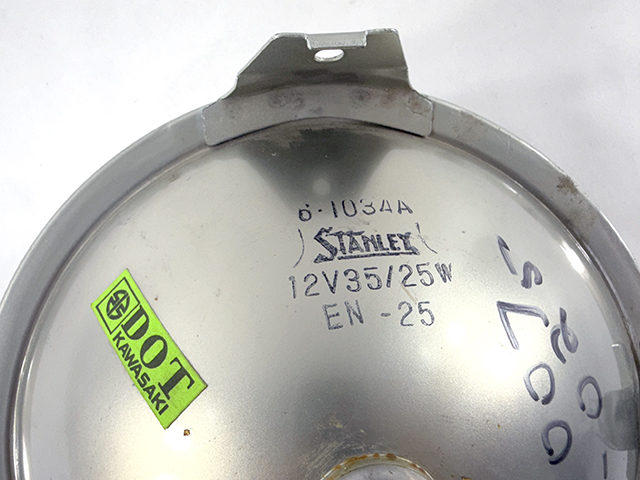 6-1034A
STANLEY
12V35/25W
EN -25
DOT
KAWASAKI